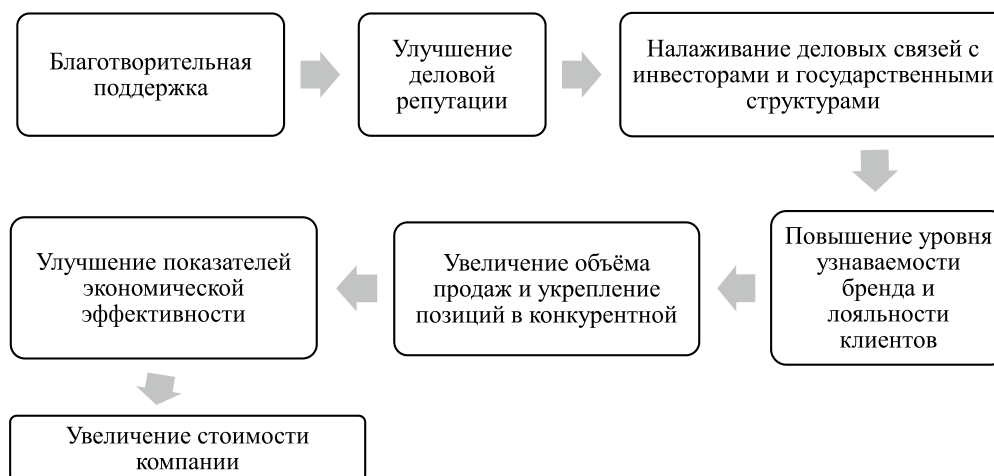 Благотворительная
поддержка
Улучшение
деловой
репутации
Налаживание деловых связей с
инвесторами и государственными
структурами
Повышение уровня
узнаваемости
бренда и
лояльности
клиентов
Увеличение объёма
продаж и укрепление
позиций в конкурентной
Улучшение показателей
экономической
эффективности
Увеличение стоимости
компании